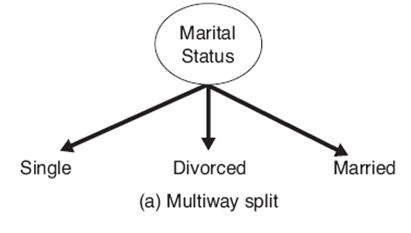 Marital
Status
Single Divorced Married
(a) Multiway split